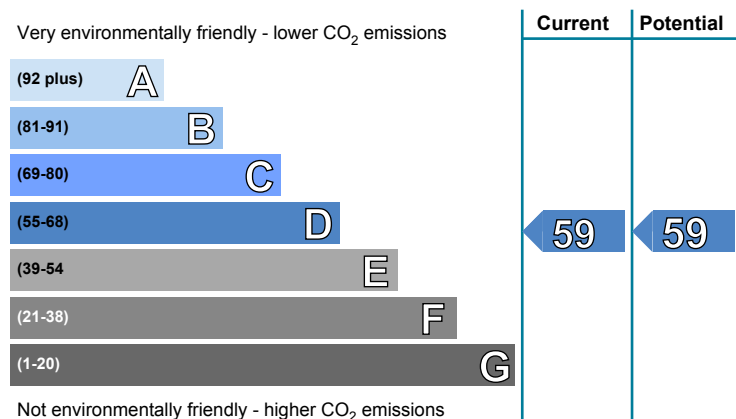 Current Potential
Very environmentally friendly - lower CO₂ emissions
(92 plus) A
(81-91) B
(69-80) C
(55-68) D 59 59
(39-54 E
(21-38) F
(1-20) G
Not environmentally friendly - higher CO₂ emissions